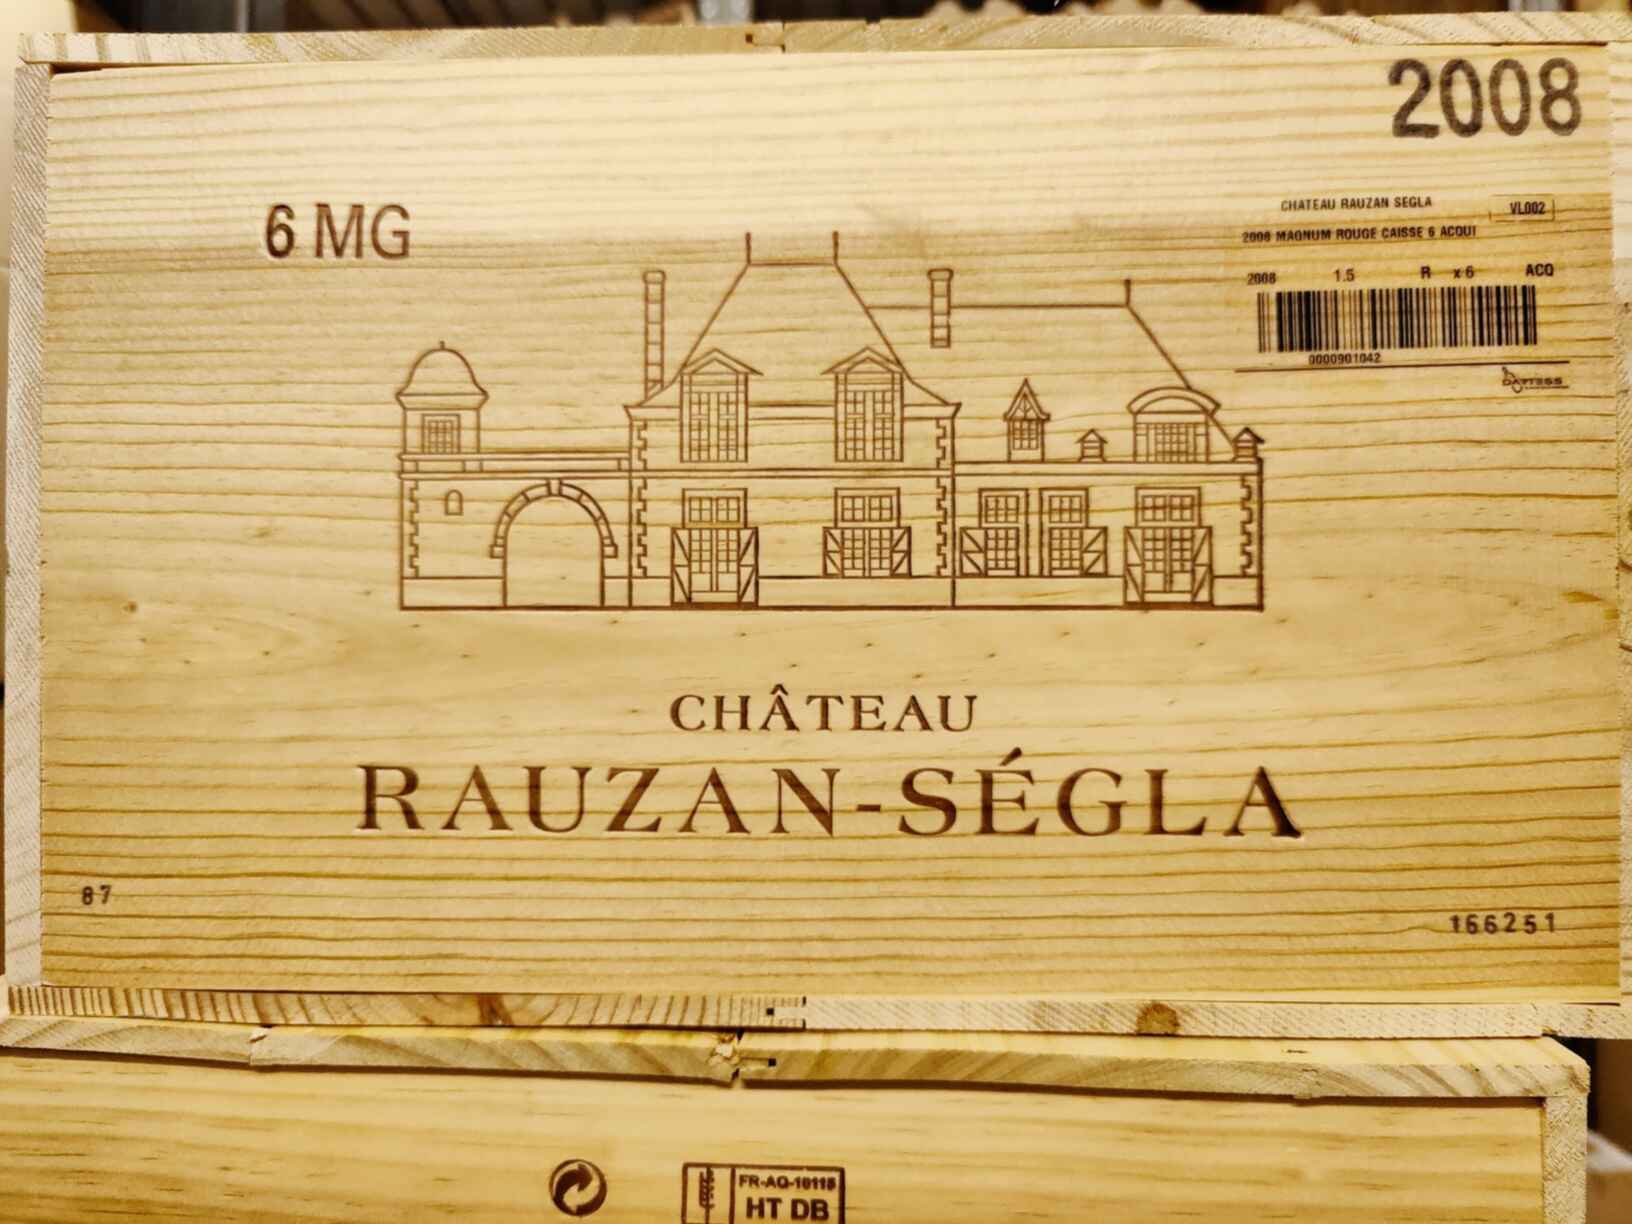 2008
6 MG
CHATEAU RAUZAN SEGLA
VL002
2008 MAGNUM ROUGE CAISSE 6 ACQUI
2008 1.5 R x 6 ACQ
0000901042
CHÂTEAU
RAUZAN-SÉGLA
87
166251
FR-AQ-10115
HT DB